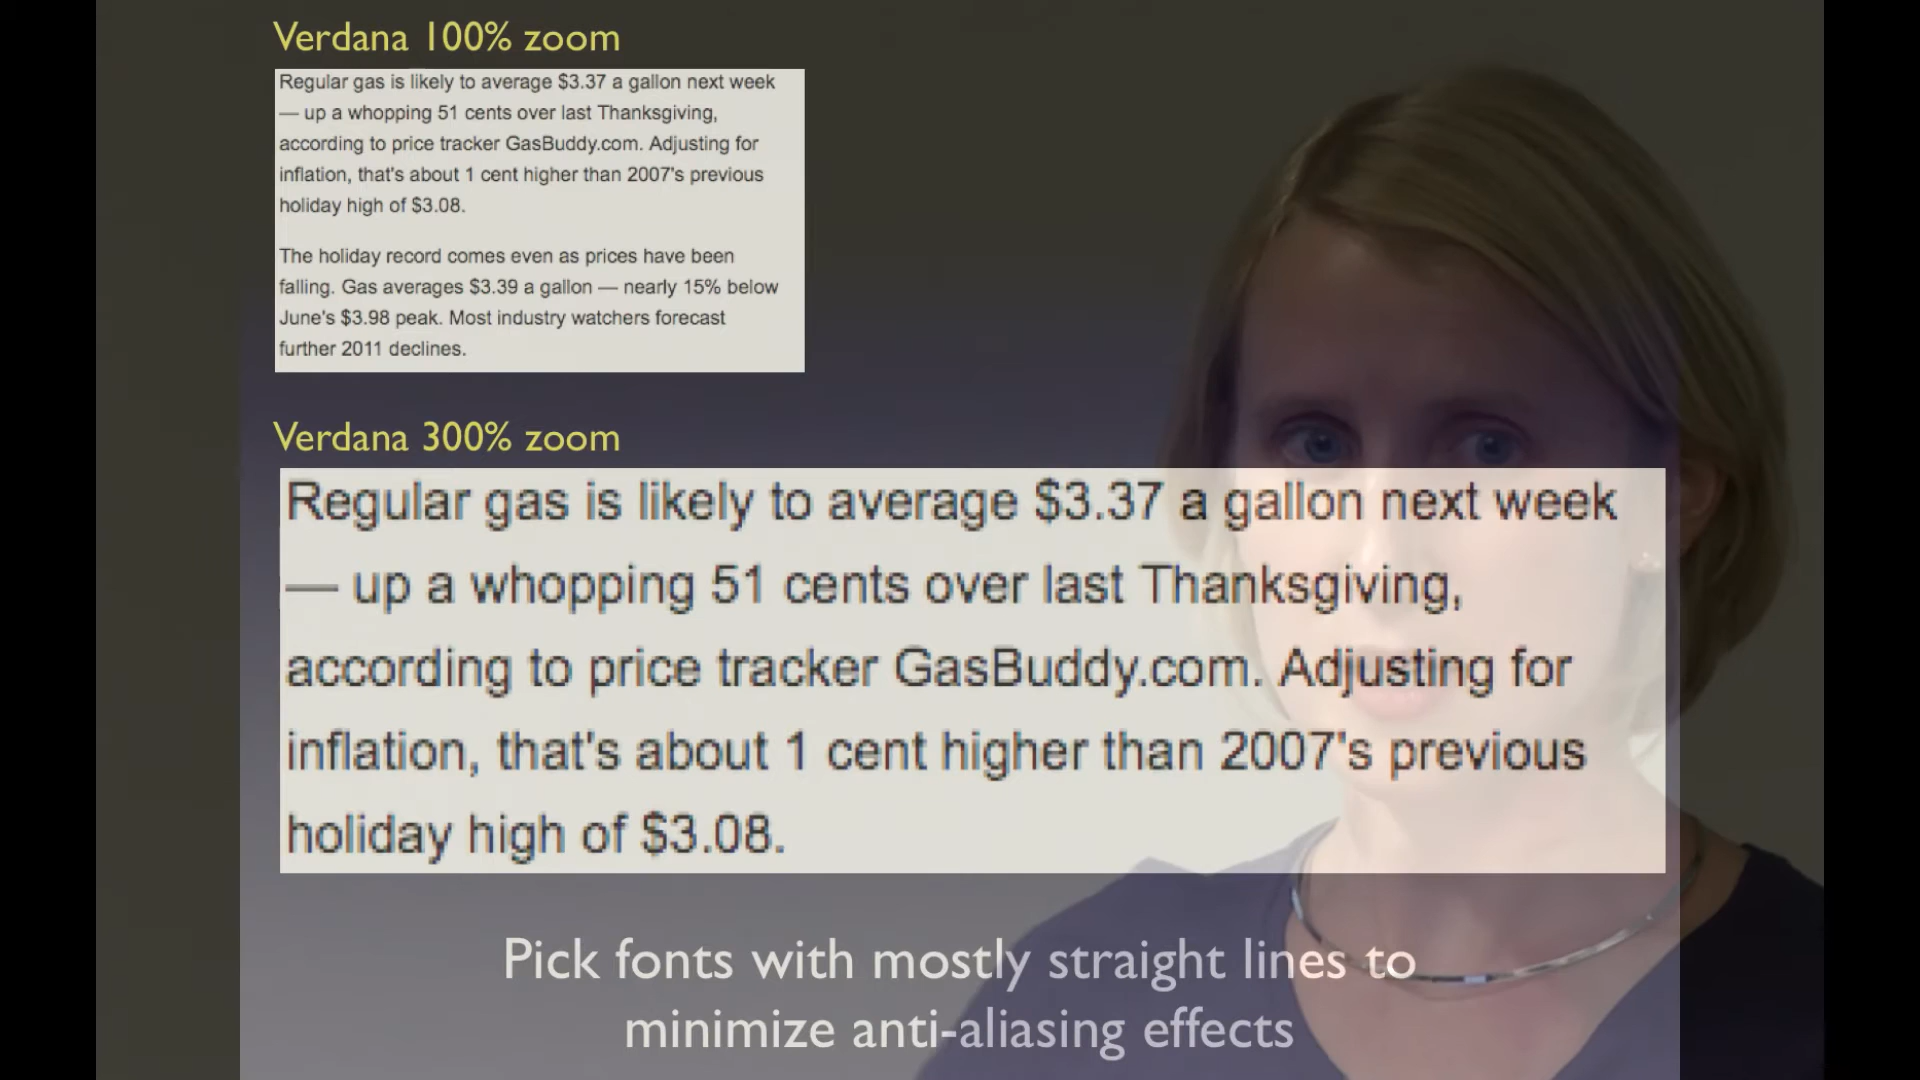 Verdana 100% zoom
Regular gas is likely to average $3.37 a gallon next week
— up a whopping 51 cents over last Thanksgiving,
according to price tracker GasBuddy.com. Adjusting for
inflation, that's about 1 cent higher than 2007's previous
holiday high of $3.08.
The holiday record comes even as prices have been
falling. Gas averages $3.39 a gallon — nearly 15% below
June's $3.98 peak. Most industry watchers forecast
further 2011 declines.
Verdana 300% zoom
Regular gas is likely to average $3.37 a gallon next week
— up a whopping 51 cents over last Thanksgiving,
according to price tracker GasBuddy.com. Adjusting for
inflation, that's about 1 cent higher than 2007's previous
holiday high of $3.08.
Pick fonts with mostly straight lines to
minimize anti-aliasing effects